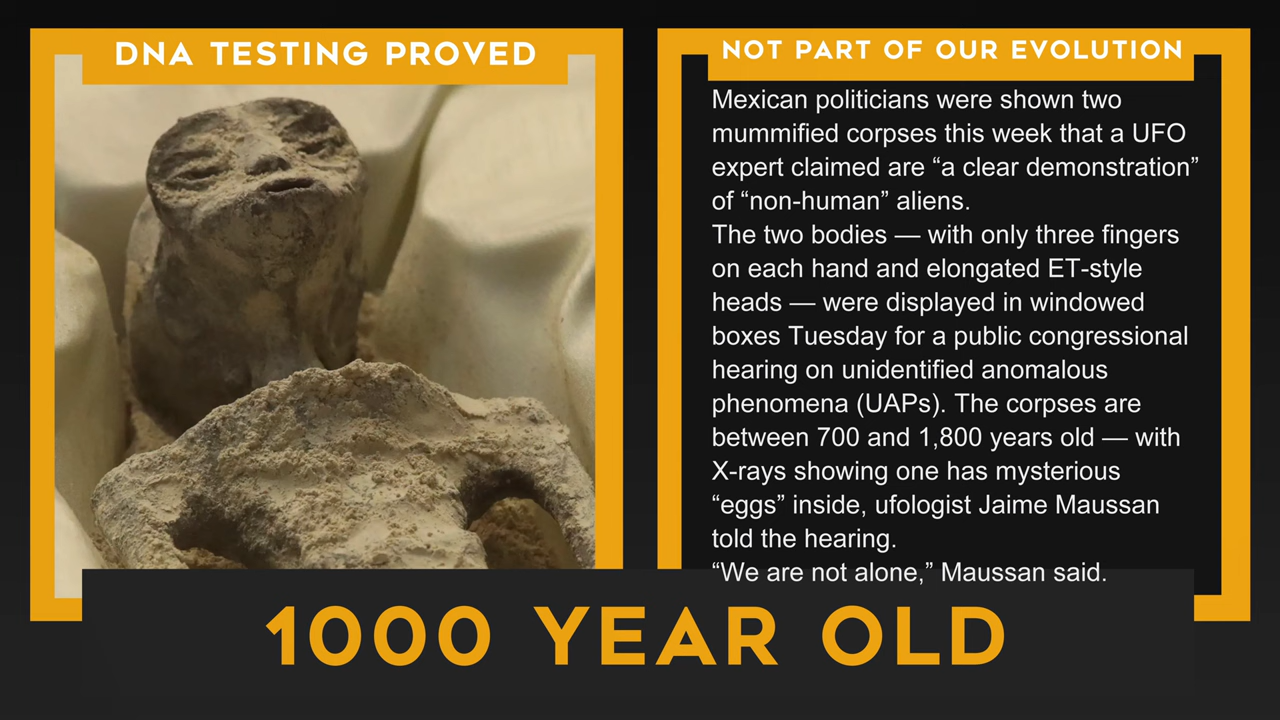 DNA TESTING PROVED
NOT PART OF OUR EVOLUTION
Mexican politicians were shown two
mummified corpses this week that a UFO
expert claimed are “a clear demonstration”
of “non-human” aliens.
The two bodies — with only three fingers
on each hand and elongated ET-style
heads — were displayed in windowed
boxes Tuesday for a public congressional
hearing on unidentified anomalous
phenomena (UAPs). The corpses are
between 700 and 1,800 years old — with
X-rays showing one has mysterious
“eggs” inside, ufologist Jaime Maussan
told the hearing.
“We are not alone,” Maussan said.
1000 YEAR OLD